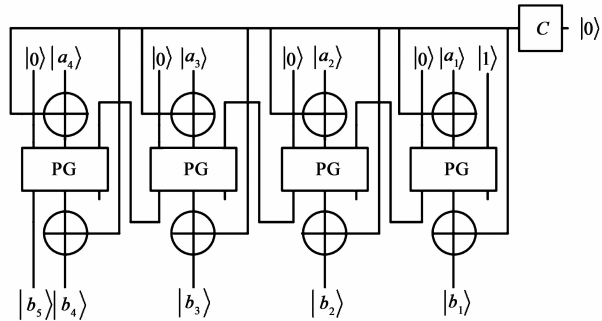 C |0⟩
|0⟩ |a₄⟩ |0⟩ |a₃⟩ |0⟩ |a₂⟩ |0⟩ |a₁⟩ |1⟩
PG PG PG PG
|b₅⟩|b₄⟩ |b₃⟩ |b₂⟩ |b₁⟩